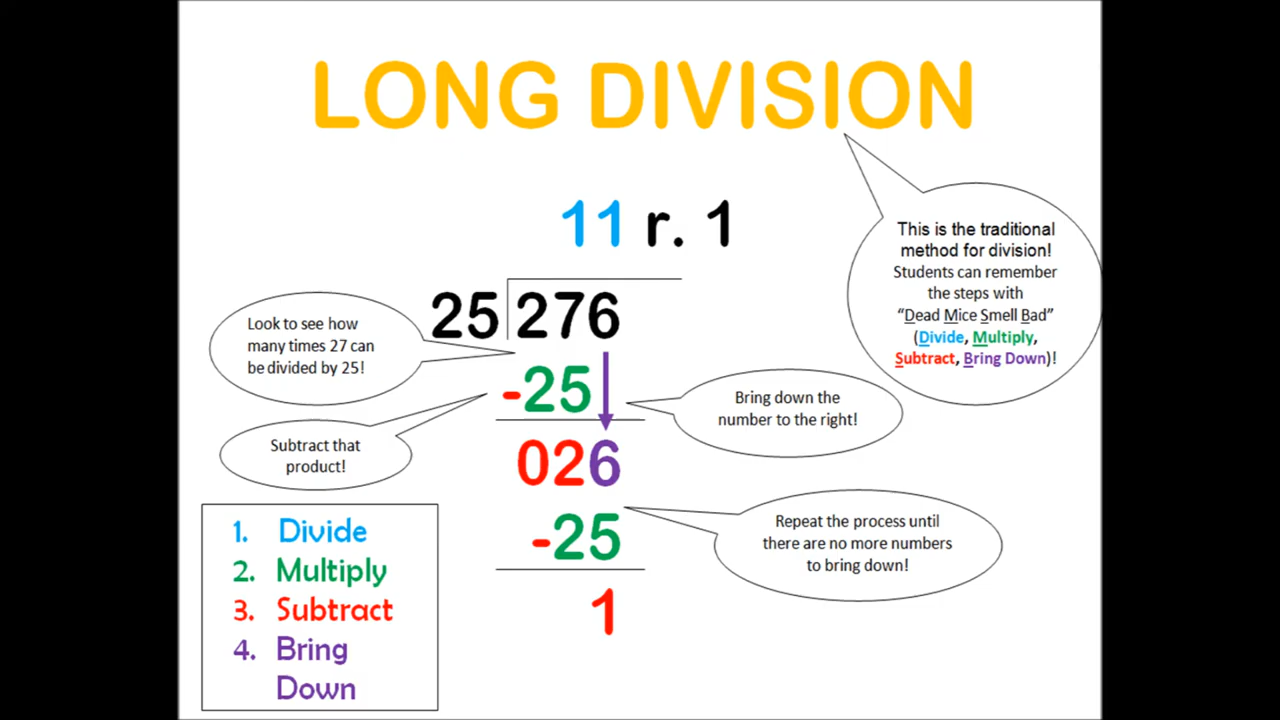 LONG DIVISION
11 r. 1
25 276
-25
026
-25
1
This is the traditional
method for division!
Students can remember
the steps with
“Dead Mice Smell Bad”
(Divide, Multiply,
Subtract, Bring Down)!
Look to see how
many times 27 can
be divided by 25!
Bring down the
number to the right!
Subtract that
product!
Repeat the process until
there are no more numbers
to bring down!
1. Divide
2. Multiply
3. Subtract
4. Bring
Down